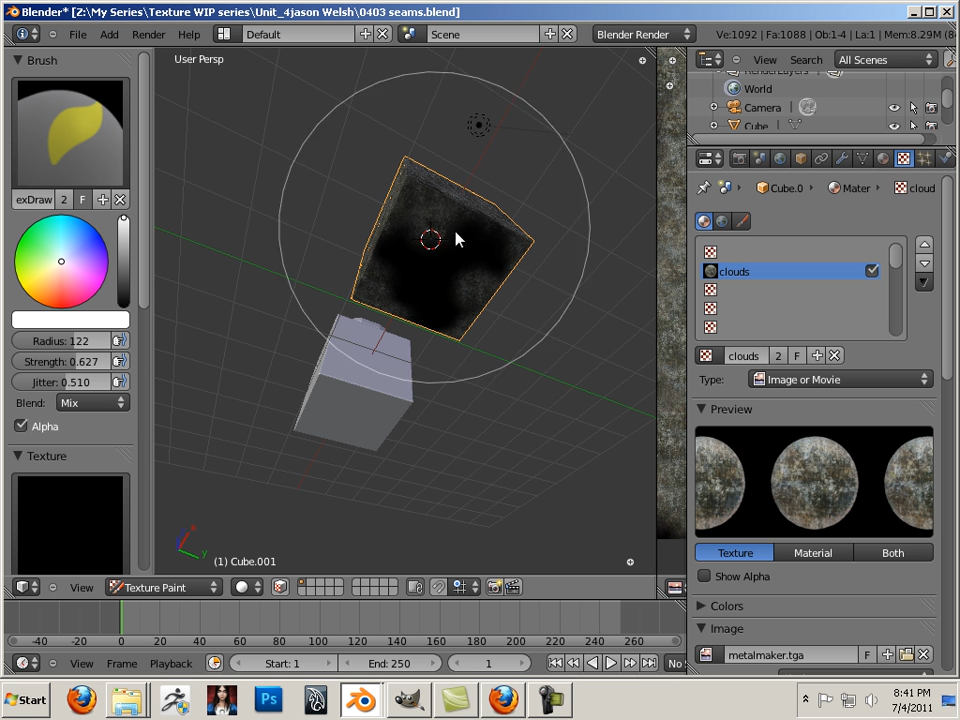 Blender* [Z:\My Series\Texture WIP series\Unit_4jason Welsh\0403 seams.blend]
File Add Render Help Default Scene Blender Render Ve:1092 | Fa:1088 | Ob:1-4 | La:1 | Mem:8.29M (8
Brush
User Persp
View Search All Scenes
World
Camera
Cube
exDraw 2 F
Cube.0 Mater cloud
clouds
Radius: 122
Strength: 0.627
Jitter: 0.510
Blend: Mix
Alpha
clouds 2 F
Type: Image or Movie
Preview
Texture
Texture Material Both
Show Alpha
Colors
Image
metalmaker.tga F
y
(1) Cube.001
View Texture Paint
-40 -20 0 20 40 60 80 100 120 140 160 180 200 220 240 260
View Frame Playback Start: 1 End: 250 1 No S
Start Ps 8:41 PM
7/4/2011